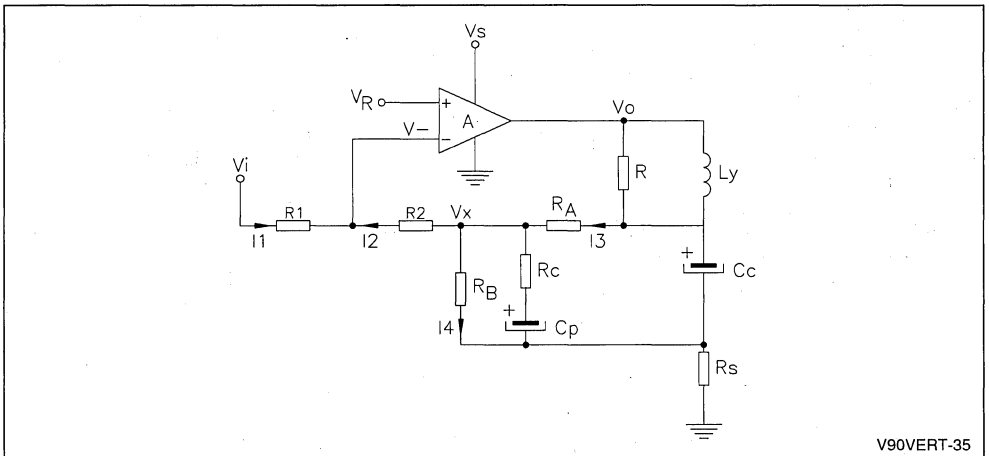 Vs
VR
+
A
V−
−
Vo
Vi
R
Ly
R1
R2
Vx
RA
I1
I2
I3
+
Cc
Rc
RB
+
I4
Cp
Rs
V90VERT-35